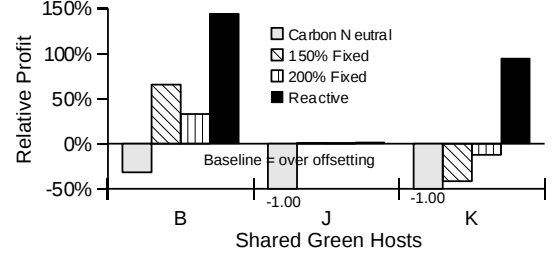 150%
100%
50%
0%
-50%
Relative Profit
Carbon Neutral
150% Fixed
200% Fixed
Reactive
Baseline = over offsetting
-1.00
-1.00
B
J
K
Shared Green Hosts